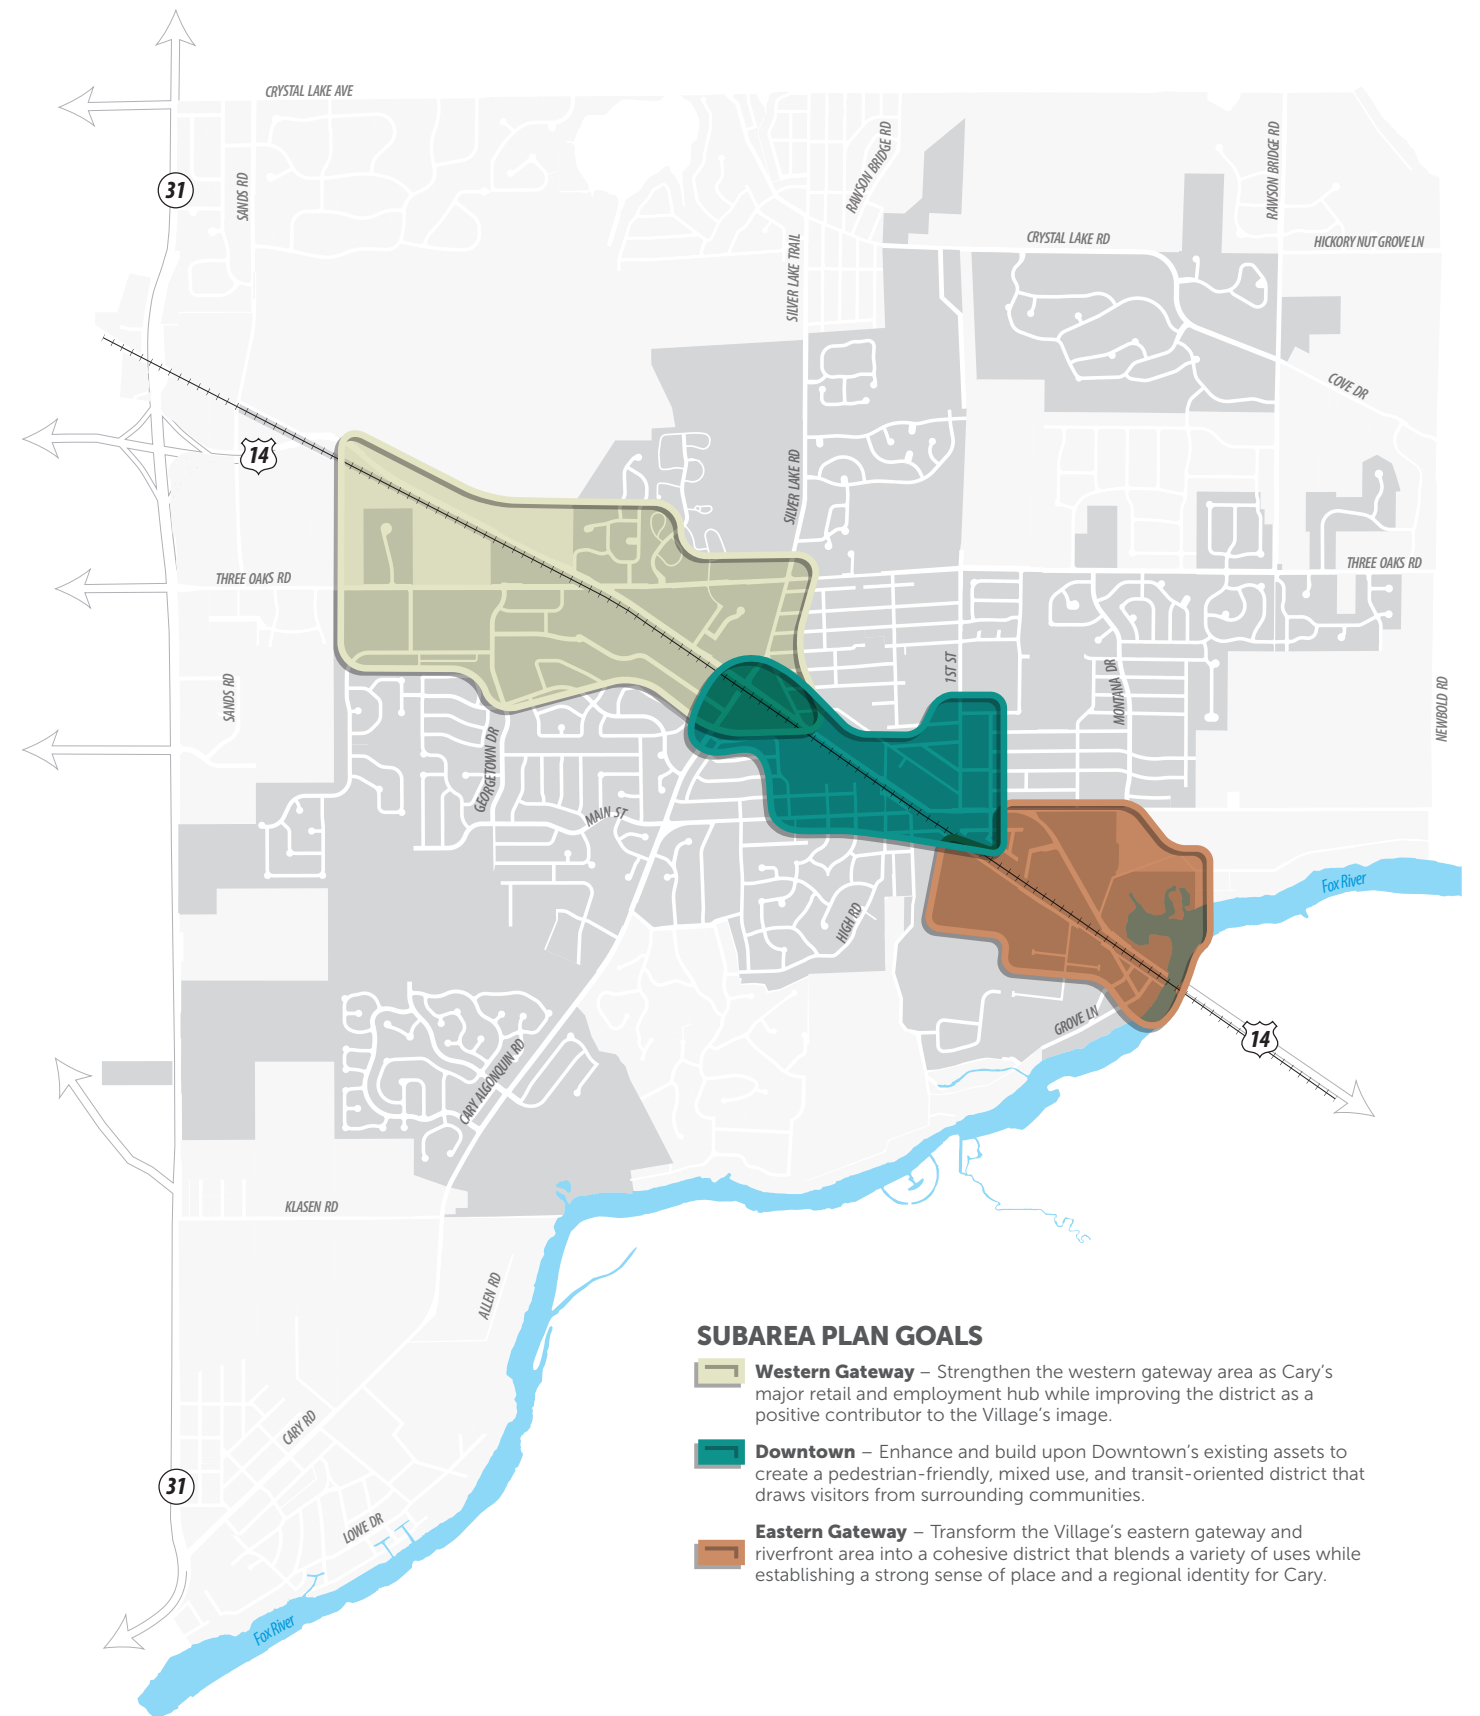 CRYSTAL LAKE AVE
31
SANDS RD
RAWSON BRIDGE RD
RAWSON BRIDGE RD
SILVER LAKE TRAIL
CRYSTAL LAKE RD
HICKORY NUT GROVE LN
COVE DR
14
SILVER LAKE RD
THREE OAKS RD
THREE OAKS RD
SANDS RD
1ST ST
MONTANA DR
NEWBOLD RD
GEORGETOWN DR
MAIN ST
HIGH RD
Fox River
GROVE LN
14
CARY ALGONQUIN RD
KLASEN RD
ALLEN RD
CARY RD
31
LOWE DR
Fox River
SUBAREA PLAN GOALS
Western Gateway – Strengthen the western gateway area as Cary’s
major retail and employment hub while improving the district as a
positive contributor to the Village’s image.
Downtown – Enhance and build upon Downtown’s existing assets to
create a pedestrian-friendly, mixed use, and transit-oriented district that
draws visitors from surrounding communities.
Eastern Gateway – Transform the Village’s eastern gateway and
riverfront area into a cohesive district that blends a variety of uses while
establishing a strong sense of place and a regional identity for Cary.